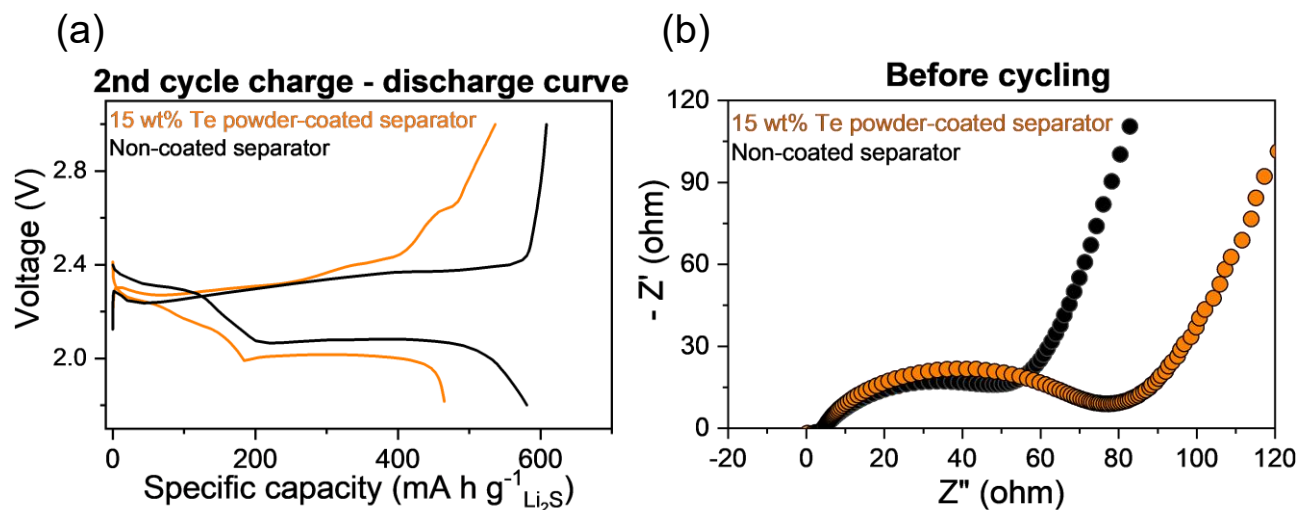 (a)
2nd cycle charge - discharge curve
15 wt% Te powder-coated separator
Non-coated separator
Voltage (V)
2.8
2.4
2.0
0
200
400
600
Specific capacity (mA h g⁻¹ Li₂S)
(b)
Before cycling
15 wt% Te powder-coated separator
Non-coated separator
- Z' (ohm)
120
90
60
30
0
-20
0
20
40
60
80
100
120
Z" (ohm)